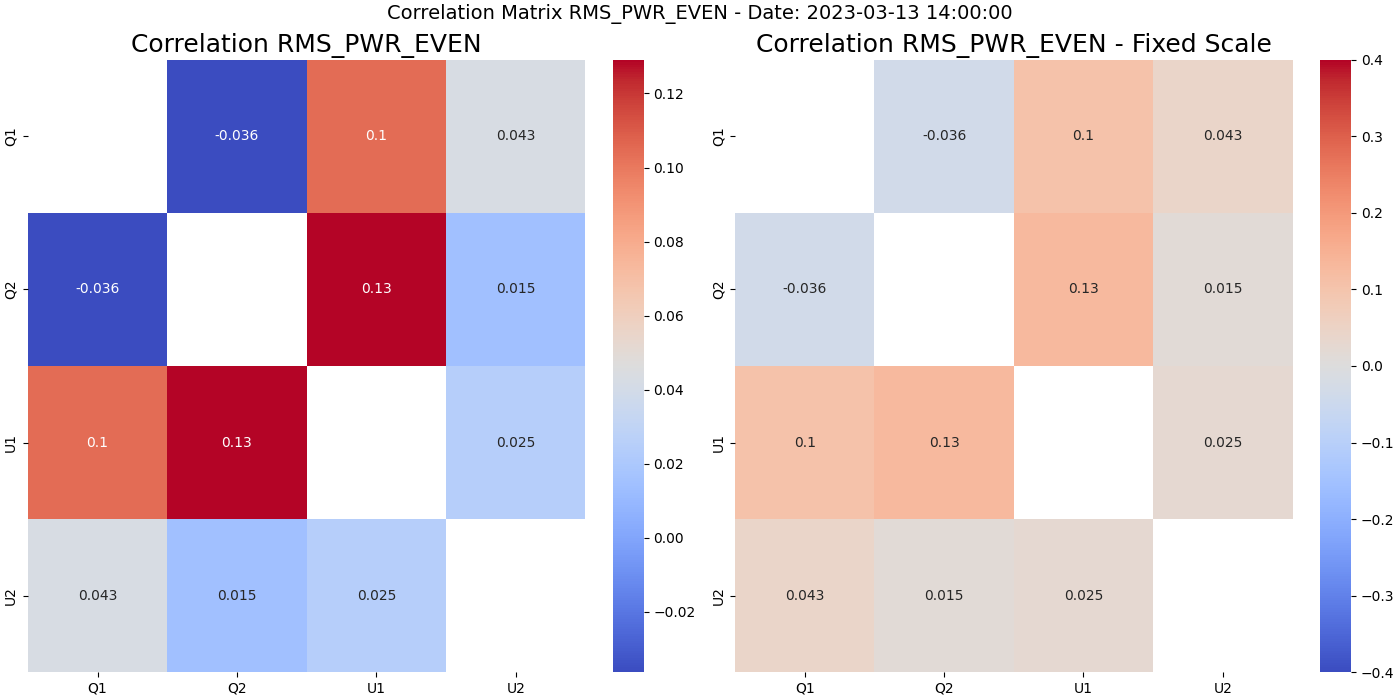 Correlation Matrix RMS_PWR_EVEN - Date: 2023-03-13 14:00:00
Correlation RMS_PWR_EVEN
Q1 -0.036 0.1 0.043
Q2 -0.036 0.13 0.015
U1 0.1 0.13 0.025
U2 0.043 0.015 0.025
Q1 Q2 U1 U2
0.12
0.10
0.08
0.06
0.04
0.02
0.00
−0.02
Correlation RMS_PWR_EVEN - Fixed Scale
Q1 -0.036 0.1 0.043
Q2 -0.036 0.13 0.015
U1 0.1 0.13 0.025
U2 0.043 0.015 0.025
Q1 Q2 U1 U2
0.4
0.3
0.2
0.1
0.0
−0.1
−0.2
−0.3
−0.4